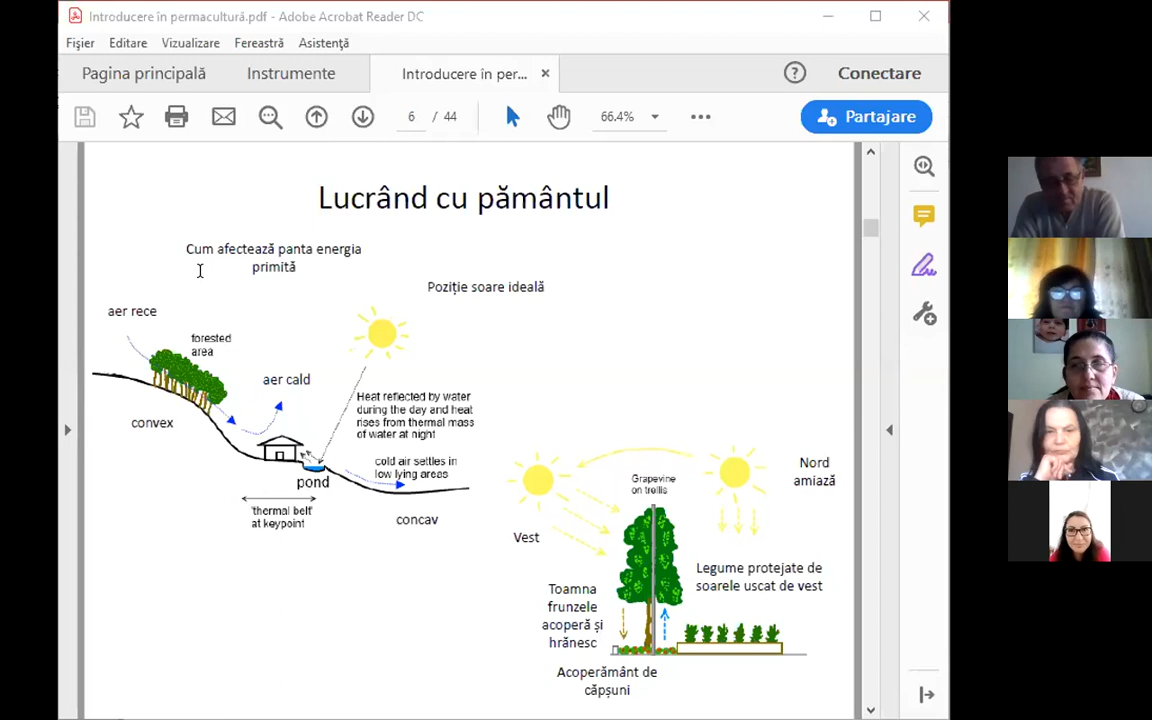 Introducere în permacultură.pdf - Adobe Acrobat Reader DC
Fișier Editare Vizualizare Fereastră Asistență
Pagina principală Instrumente Introducere în per... × ? Conectare
6 / 44 66.4% Partajare
Lucrând cu pământul
Cum afectează panta energia
primită
Poziție soare ideală
aer rece
forested
area
aer cald
convex
Heat reflected by water
during the day and heat
rises from thermal mass
of water at night
cold air settles in
low lying areas
pond
'thermal belt'
at keypoint
concav
Nord
amiază
Grapevine
on trellis
Vest
Legume protejate de
soarele uscat de vest
Toamna
frunzele
acoperă și
hrănesc
Acoperământ de
căpșuni